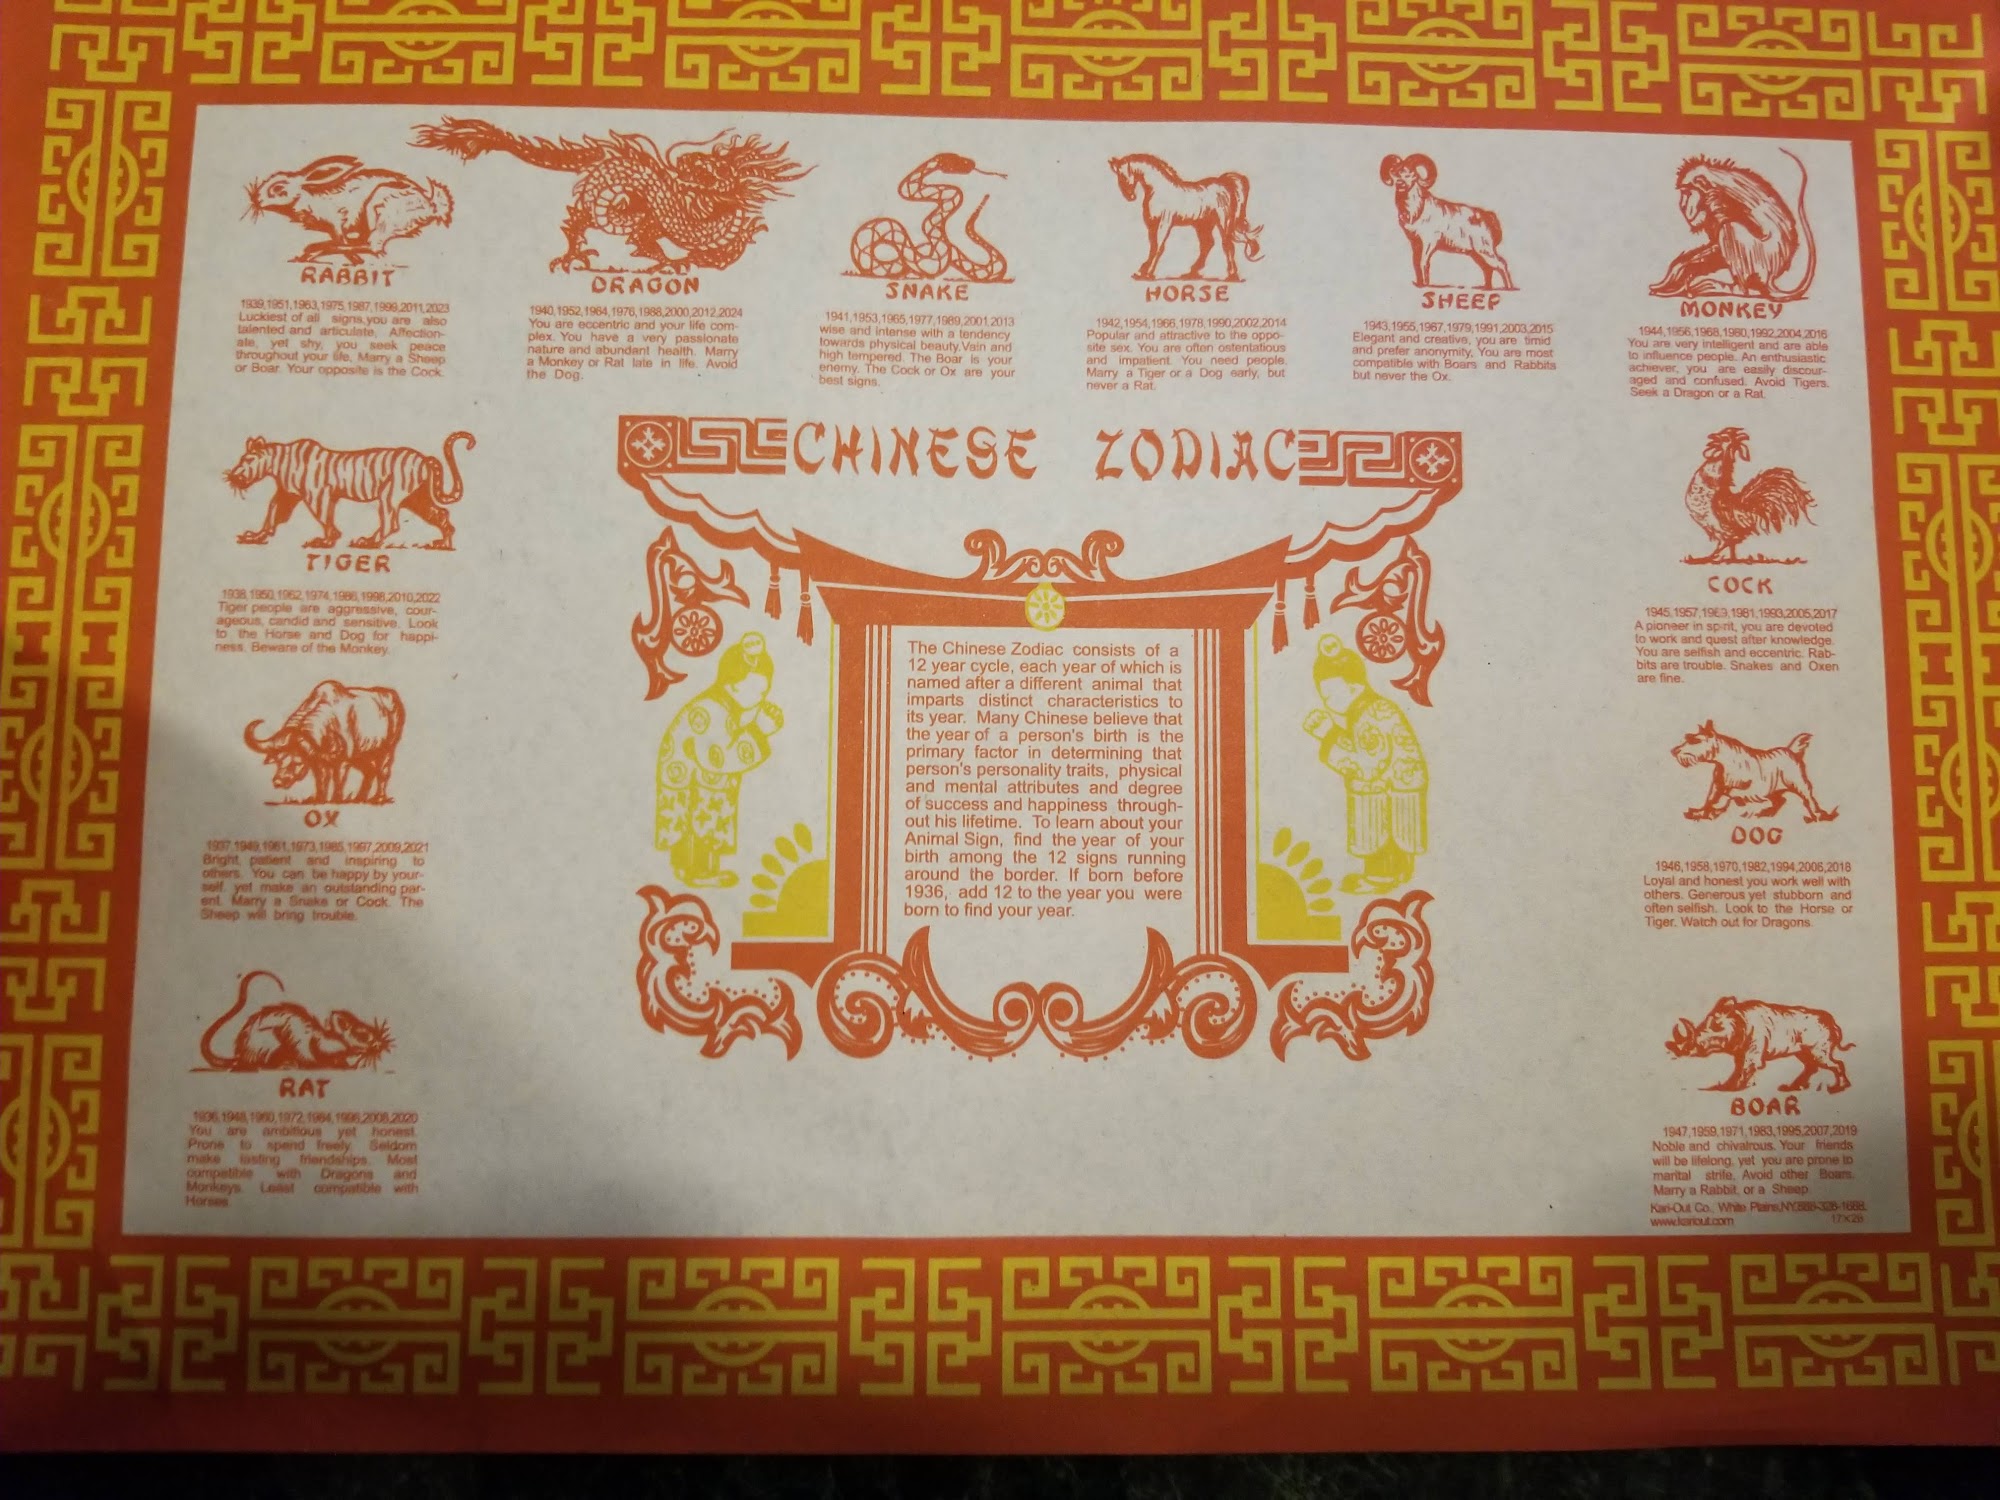 RABBIT
1939,1951,1963,1975,1987,1999,2011,2023
Luckiest of all signs,you are also
talented and articulate. Affection-
ate, yet shy, you seek peace
throughout your life. Marry a Sheep
or Boar. Your opposite is the Cock.
DRAGON
1940,1952,1964,1976,1988,2000,2012,2024
You are eccentric and your life com-
plex. You have a very passionate
nature and abundant health. Marry
a Monkey or Rat late in life. Avoid
the Dog.
SNAKE
1941,1953,1965,1977,1989,2001,2013
wise and intense with a tendency
towards physical beauty.Vain and
high tempered. The Boar is your
enemy. The Cock or Ox are your
best signs.
HORSE
1942,1954,1966,1978,1990,2002,2014
Popular and attractive to the oppo-
site sex. You are often ostentatious
and impatient. You need people.
Marry a Tiger or a Dog early, but
never a Rat.
SHEEP
1943,1955,1967,1979,1991,2003,2015
Elegant and creative, you are timid
and prefer anonymity. You are most
compatible with Boars and Rabbits
but never the Ox.
MONKEY
1944,1956,1968,1980,1992,2004,2016
You are very intelligent and are able
to influence people. An enthusiastic
achiever, you are easily discour-
aged and confused. Avoid Tigers.
Seek a Dragon or a Rat.
TIGER
1938,1950,1962,1974,1986,1998,2010,2022
Tiger people are aggressive, cour-
ageous, candid and sensitive. Look
to the Horse and Dog for happi-
ness. Beware of the Monkey.
CHINESE ZODIAC
The Chinese Zodiac consists of a
12 year cycle, each year of which is
named after a different animal that
imparts distinct characteristics to
its year. Many Chinese believe that
the year of a person's birth is the
primary factor in determining that
person's personality traits, physical
and mental attributes and degree
of success and happiness through-
out his lifetime. To learn about your
Animal Sign, find the year of your
birth among the 12 signs running
around the border. If born before
1936, add 12 to the year you were
born to find your year.
COCK
1945,1957,1969,1981,1993,2005,2017
A pioneer in spirit, you are devoted
to work and quest after knowledge.
You are selfish and eccentric. Rab-
bits are trouble. Snakes and Oxen
are fine.
OX
1937,1949,1961,1973,1985,1997,2009,2021
Bright, patient and inspiring to
others. You can be happy by your-
self, yet make an outstanding par-
ent. Marry a Snake or Cock. The
Sheep will bring trouble.
DOG
1946,1958,1970,1982,1994,2006,2018
Loyal and honest you work well with
others. Generous yet stubborn and
often selfish. Look to the Horse or
Tiger. Watch out for Dragons.
RAT
1936,1948,1960,1972,1984,1996,2008,2020
You are ambitious yet honest.
Prone to spend freely. Seldom
make lasting friendships. Most
compatible with Dragons and
Monkeys. Least compatible with
Horses.
BOAR
1947,1959,1971,1983,1995,2007,2019
Noble and chivalrous. Your friends
will be lifelong, yet you are prone to
marital strife. Avoid other Boars.
Marry a Rabbit, or a Sheep.
Kari-Out Co., White Plains,NY,888-326-1688,
www.kariout.com 17X28